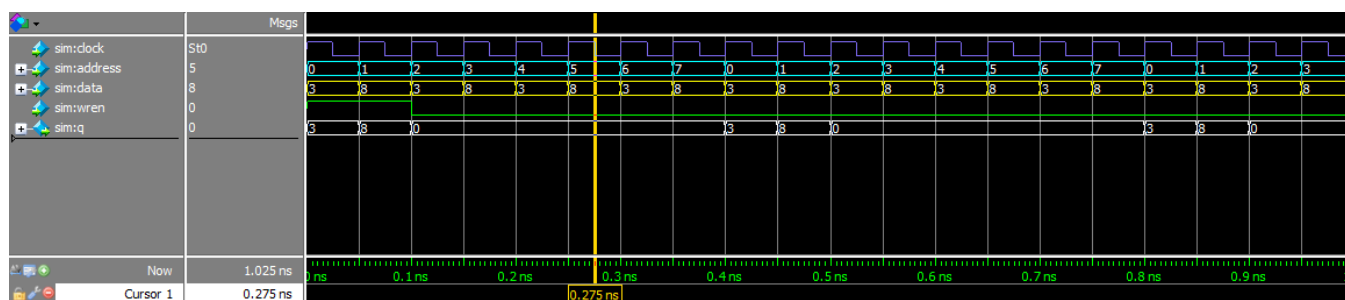 Msgs
sim:clock St0
sim:address 5 0 1 2 3 4 5 6 7 0 1 2 3 4 5 6 7 0 1 2 3
sim:data 8 3 8 3 8 3 8 3 8 3 8 3 8 3 8 3 8 3 8 3 8
sim:wren 0
sim:q 0 3 8 0 3 8 0 3 8 0
Now 1.025 ns ns 0.1 ns 0.2 ns 0.3 ns 0.4 ns 0.5 ns 0.6 ns 0.7 ns 0.8 ns 0.9 ns
Cursor 1 0.275 ns 0.275 ns